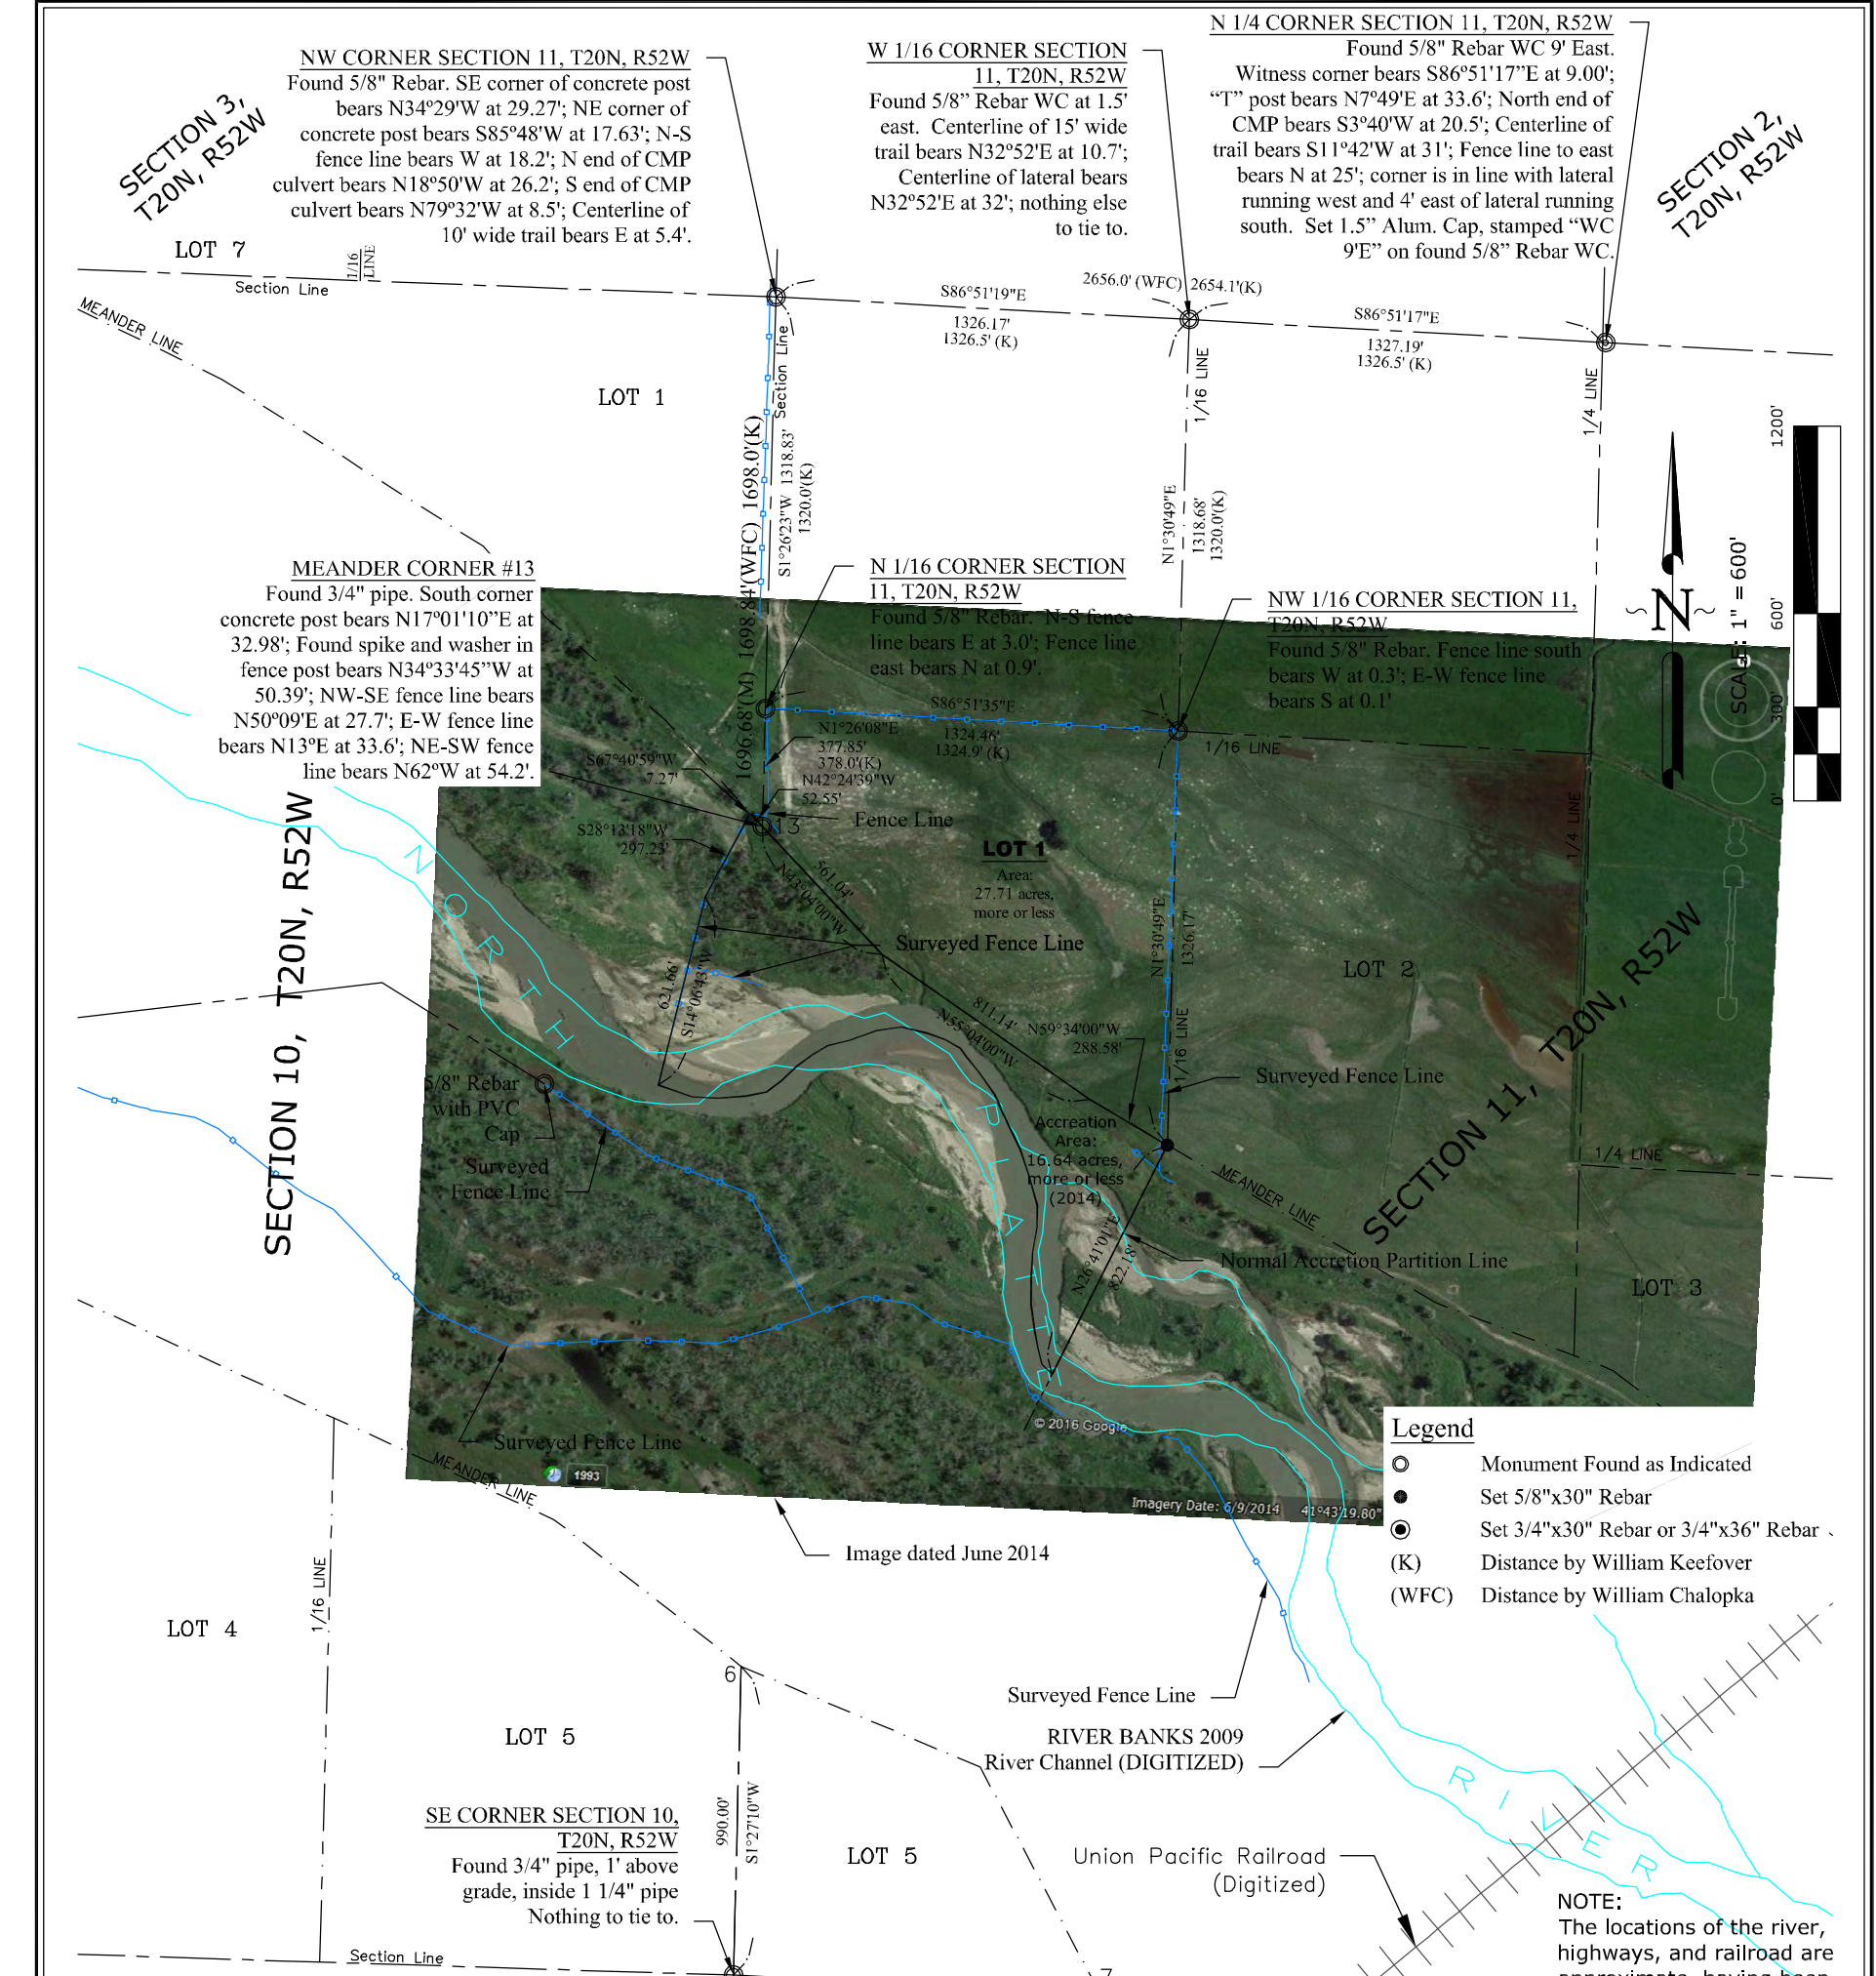 NW CORNER SECTION 11, T20N, R52W
Found 5/8" Rebar. SE corner of concrete post
bears N34º29'W at 29.27'; NE corner of
concrete post bears S85º48'W at 17.63'; N-S
fence line bears W at 18.2'; N end of CMP
culvert bears N18º50'W at 26.2'; S end of CMP
culvert bears N79º32'W at 8.5'; Centerline of
10' wide trail bears E at 5.4'.
W 1/16 CORNER SECTION
11, T20N, R52W
Found 5/8” Rebar WC at 1.5'
east. Centerline of 15' wide
trail bears N32º52'E at 10.7';
Centerline of lateral bears
N32º52'E at 32'; nothing else
to tie to.
N 1/4 CORNER SECTION 11, T20N, R52W
Found 5/8" Rebar WC 9' East.
Witness corner bears S86º51'17”E at 9.00';
“T” post bears N7º49'E at 33.6'; North end of
CMP bears S3º40'W at 20.5'; Centerline of
trail bears S11º42'W at 31'; Fence line to east
bears N at 25'; corner is in line with lateral
running west and 4' east of lateral running
south. Set 1.5” Alum. Cap, stamped “WC
9'E” on found 5/8” Rebar WC.
SECTION 3,
T20N, R52W
SECTION 2,
T20N, R52W
LOT 7
1/16
LINE
Section Line
MEANDER LINE
S86°51'19"E
1326.17'
1326.5' (K)
2656.0' (WFC) 2654.1'(K)
S86°51'17"E
1327.19'
1326.5' (K)
LOT 1
Section Line
1696.68'(M) 1698.84'(WFC) 1698.0'(K)
S1°26'23"W 1318.83'
1320.0'(K)
1/16 LINE
N1°30'49"E
1318.68'
1320.0'(K)
1/4 LINE
1200'
600'
300'
0'
SCALE: 1" = 600'
~N~
MEANDER CORNER #13
Found 3/4" pipe. South corner
concrete post bears N17º01'10”E at
32.98'; Found spike and washer in
fence post bears N34º33'45”W at
50.39'; NW-SE fence line bears
N50º09'E at 27.7'; E-W fence line
bears N13ºE at 33.6'; NE-SW fence
line bears N62ºW at 54.2'.
N 1/16 CORNER SECTION
11, T20N, R52W
Found 5/8" Rebar. N-S fence
line bears E at 3.0'; Fence line
east bears N at 0.9'.
NW 1/16 CORNER SECTION 11,
T20N, R52W
Found 5/8" Rebar. Fence line south
bears W at 0.3'; E-W fence line
bears S at 0.1'
S86°51'35"E
1324.46'
1324.9' (K)
1/16 LINE
N1°26'08"E
377.85'
378.0'(K)
N42°24'39"W
52.55'
S67°40'59"W
7.27'
Fence Line
13
S28°13'18"W
297.23'
561.04'
N43°04'00"W
LOT 1
Area:
27.71 acres,
more or less
Surveyed Fence Line
N1°30'49"E
1326.17'
1/16 LINE
1/4 LINE
LOT 2
621.66'
S14°06'43"W
811.14'
N55°04'00"W
N59°34'00"W
288.58'
Surveyed Fence Line
SECTION 10, T20N, R52W
SECTION 11, T20N, R52W
NORTH
PLATTE
RIVER
5/8" Rebar
with PVC
Cap
Surveyed
Fence Line
Accreation
Area:
16.64 acres,
more or less
(2014)
MEANDER LINE
1/4 LINE
N26°41'01"E
822.18'
Normal Accretion Partition Line
LOT 3
Surveyed Fence Line
MEANDER LINE
© 2016 Google
1993
Imagery Date: 6/9/2014 41°43'19.80"
Image dated June 2014
Legend
Monument Found as Indicated
Set 5/8"x30" Rebar
Set 3/4"x30" Rebar or 3/4"x36" Rebar
(K) Distance by William Keefover
(WFC) Distance by William Chalopka
1/16 LINE
LOT 4
6
LOT 5
Surveyed Fence Line
RIVER BANKS 2009
River Channel (DIGITIZED)
990.00'
S1°27'10"W
SE CORNER SECTION 10,
T20N, R52W
Found 3/4" pipe, 1' above
grade, inside 1 1/4" pipe
Nothing to tie to.
LOT 5
Union Pacific Railroad
(Digitized)
Section Line
7
NOTE:
The locations of the river,
highways, and railroad are
approximate, having been